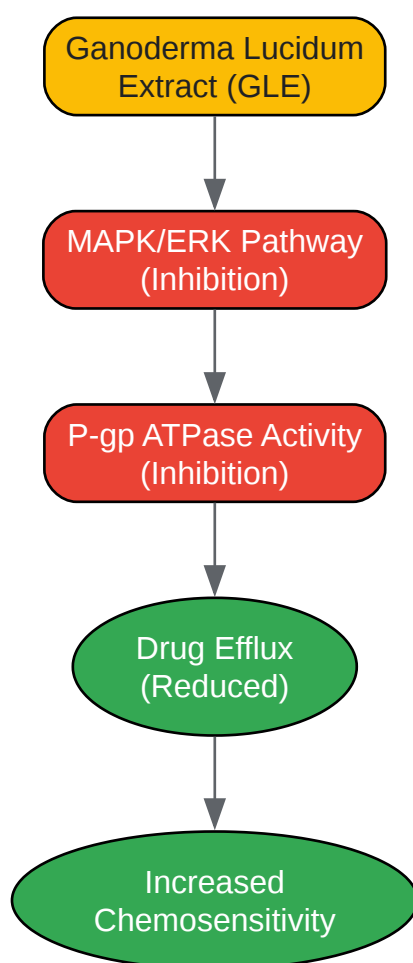 Ganoderma Lucidum
Extract (GLE)
MAPK/ERK Pathway
(Inhibition)
P-gp ATPase Activity
(Inhibition)
Drug Efflux
(Reduced)
Increased
Chemosensitivity